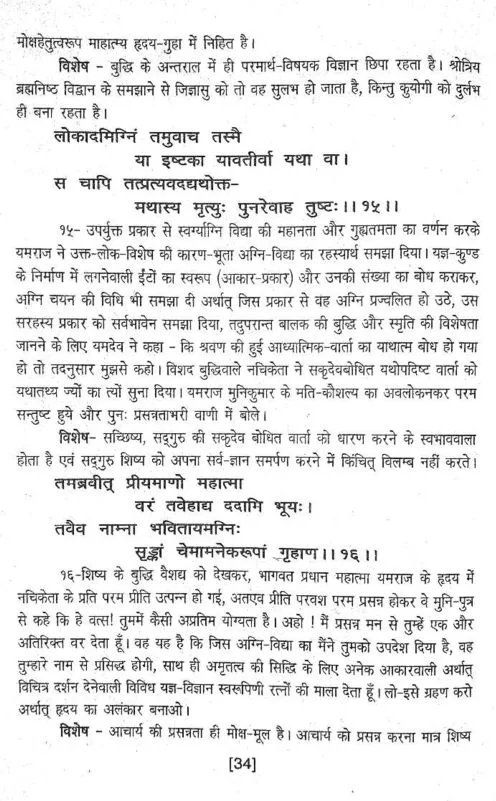 मोक्षहेतुत्वरूप माहात्म्य हृदय-गुहा में निहित है।
विशेष – बुद्धि के अन्तराल में ही परमार्थ-विषयक विज्ञान छिपा रहता है। श्रोत्रिय
ब्रह्मनिष्ठ विद्वान के समझाने से जिज्ञासु को तो वह सुलभ हो जाता है, किन्तु कुयोगी को दुर्लभ
ही बना रहता है।
लोकादमिग्निं तमुवाच तस्मै
या इष्टका यावतीर्वा यथा वा।
स चापि तत्प्रत्यवदद्यथोक्त-
मथास्य मृत्युः पुनरेवाह तुष्टः।।१५।।
१५- उपर्युक्त प्रकार से स्वर्ग्याग्नि विद्या की महानता और गुह्यतमता का वर्णन करके
यमराज ने उक्त-लोक-विशेष की कारण-भूता अग्नि-विद्या का रहस्यार्थ समझा दिया। यज्ञ-कुण्ड
के निर्माण में लगनेवाली ईंटों का स्वरूप (आकार-प्रकार) और उनकी संख्या का बोध कराकर,
अग्नि चयन की विधि भी समझा दी अर्थात् जिस प्रकार से वह अग्नि प्रज्वलित हो उठे, उस
सरहस्य प्रकार को सर्वभावेन समझा दिया, तदुपरान्त बालक की बुद्धि और स्मृति की विशेषता
जानने के लिए यमदेव ने कहा – कि श्रवण की हुई आध्यात्मिक-वार्ता का याथात्म बोध हो गया
हो तो तदनुसार मुझसे कहो। विशद बुद्धिवाले नचिकेता ने सकृदेवबोधित यथोपदिष्ट वार्ता को
यथातथ्य ज्यों का त्यों सुना दिया। यमराज मुनिकुमार के मति-कौशल्य का अवलोकनकर परम
सन्तुष्ट हुये और पुनः प्रसन्नताभरी वाणी में बोले।
विशेष– सच्छिष्य, सद्‌गुरु की सकृदेव बोधित वार्ता को धारण करने के स्वभाववाला
होता है एवं सद्‌गुरु शिष्य को अपना सर्व-ज्ञान समर्पण करने में किंचित् विलम्ब नहीं करते।
तमब्रवीत् प्रीयमाणो महात्मा
वरं तवेहाद्य ददामि भूयः।
तवैव नाम्ना भवितायमग्निः
सृङ्कां चेमामनेकरूपां गृहाण।।१६।।
१६-शिष्य के बुद्धि वैशद्य को देखकर, भागवत प्रधान महात्मा यमराज के हृदय में
नचिकेता के प्रति परम प्रीति उत्पन्न हो गई, अतएव प्रीति परवश परम प्रसन्न होकर वे मुनि-पुत्र
से कहे कि हे वत्स! तुममें कैसी अप्रतिम योग्यता है। अहो ! मैं प्रसन्न मन से तुम्हें एक और
अतिरिक्त वर देता हूँ। वह यह है कि जिस अग्नि-विद्या का मैंने तुमको उपदेश दिया है, वह
तुम्हारे नाम से प्रसिद्ध होगी, साथ ही अमृतत्व की सिद्धि के लिए अनेक आकारवाली अर्थात्
विचित्र दर्शन देनेवाली विविध यज्ञ-विज्ञान स्वरूपिणी रत्नों की माला देता हूँ। लो-इसे ग्रहण करो
अर्थात् हृदय का अलंकार बनाओ।
विशेष – आचार्य की प्रसन्नता ही मोक्ष-मूल है। आचार्य को प्रसन्न करना मात्र शिष्य
[34]